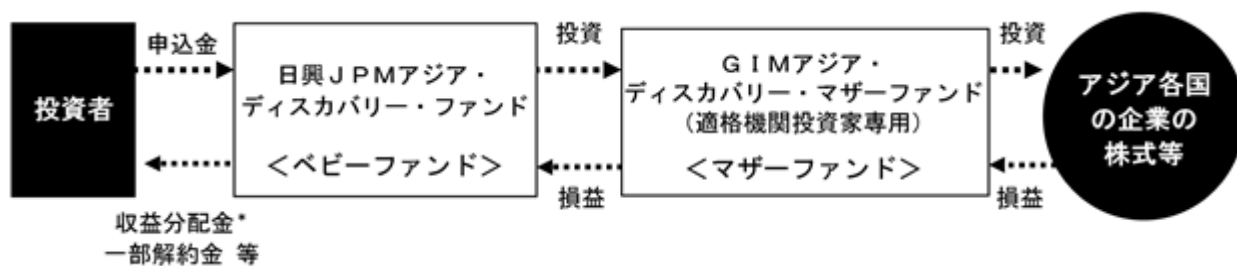 投資者
申込金
収益分配金*
一部解約金 等
日興JPMアジア・
ディスカバリー・ファンド
<ベビーファンド>
投資
損益
GIMアジア・
ディスカバリー・マザーファンド
(適格機関投資家専用)
<マザーファンド>
投資
損益
アジア各国
の企業の
株式等